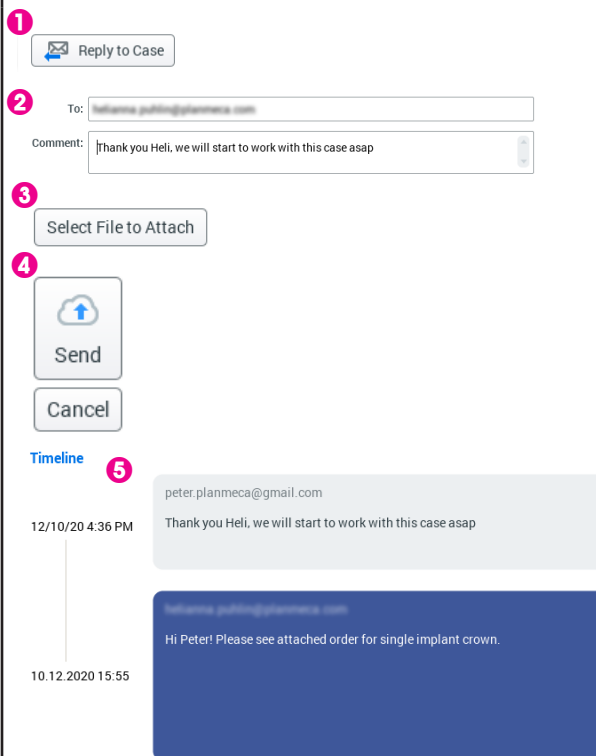 1
Reply to Case
2
To:
Comment:
Thank you Heli, we will start to work with this case asap
3
Select File to Attach
4
Send
Cancel
Timeline
5
peter.planmeca@gmail.com
12/10/20 4:36 PM
Thank you Heli, we will start to work with this case asap
Hi Peter! Please see attached order for single implant crown.
10.12.2020 15:55